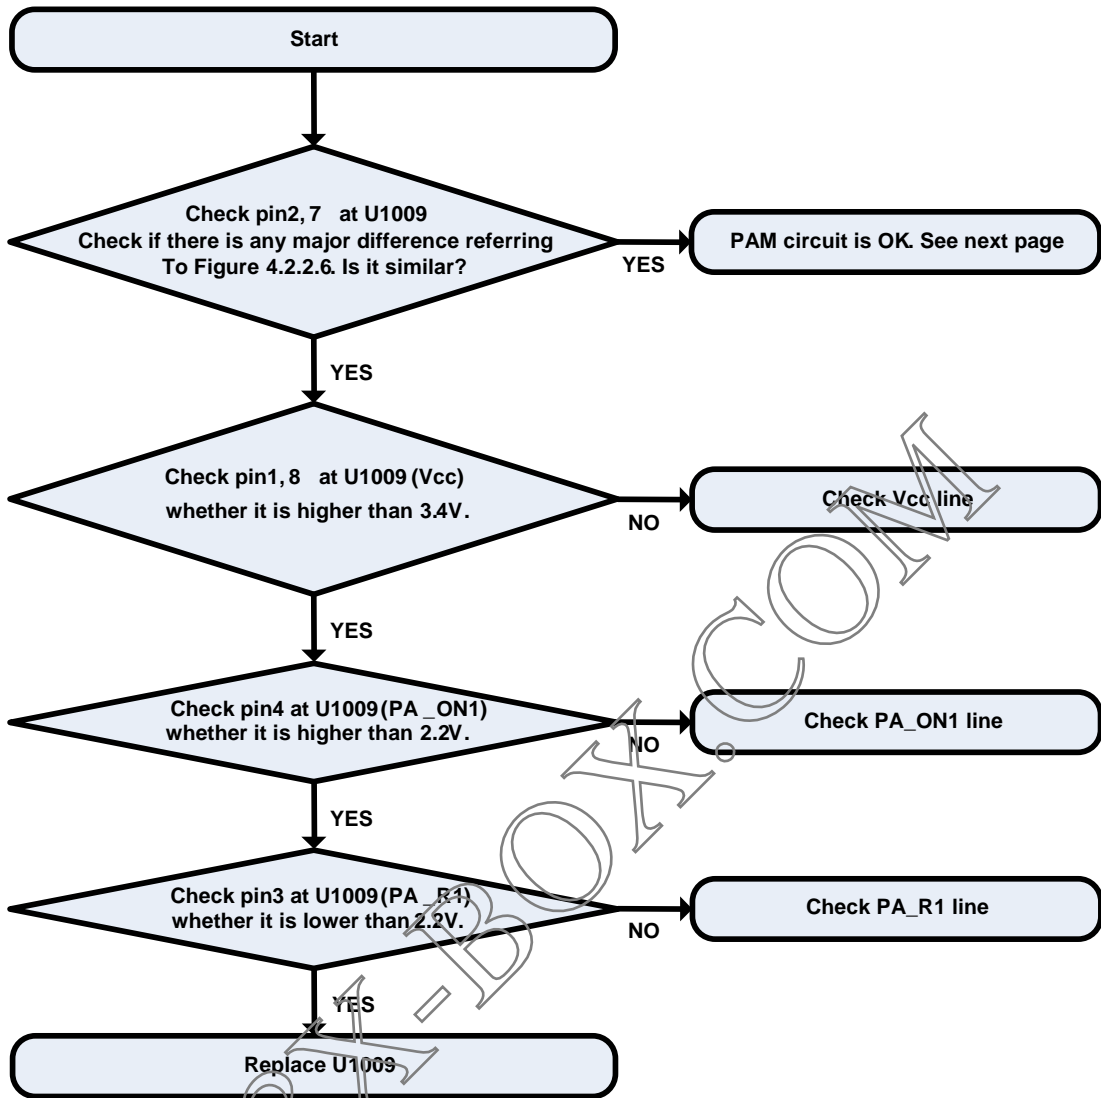 Start
Check pin2, 7 at U1009
Check if there is any major difference referring
To Figure 4.2.2.6. Is it similar?
YES
PAM circuit is OK. See next page
YES
Check pin1, 8 at U1009 (Vcc)
whether it is higher than 3.4V.
NO
Check Vcc line
YES
Check pin4 at U1009(PA_ON1)
whether it is higher than 2.2V.
NO
Check PA_ON1 line
YES
Check pin3 at U1009(PA_R1)
whether it is lower than 2.2V.
NO
Check PA_R1 line
YES
Replace U1009